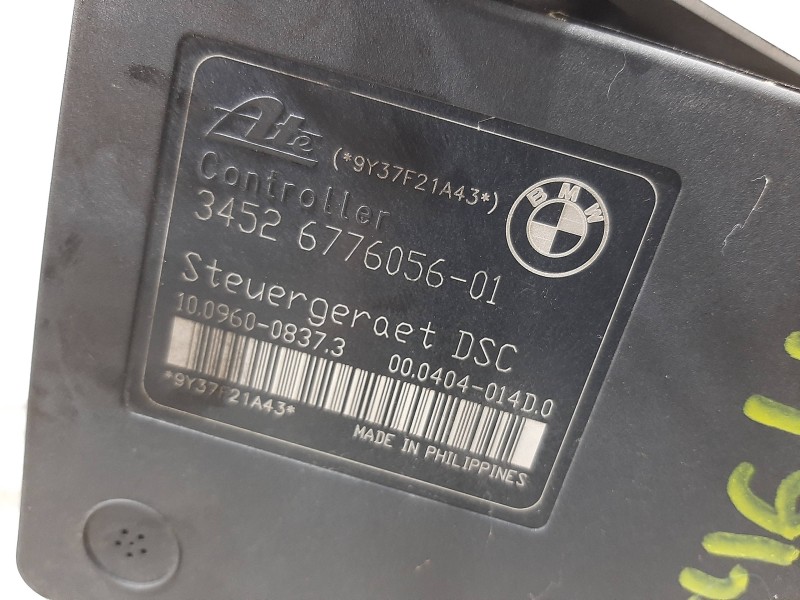 Ate (*9Y37F21A43*)
BMW
Controller
3452 6776056-01
Steuergeraet DSC
10.0960-0837.3 00.0404-014D.0
*9Y37F21A43*
MADE IN PHILIPPINES